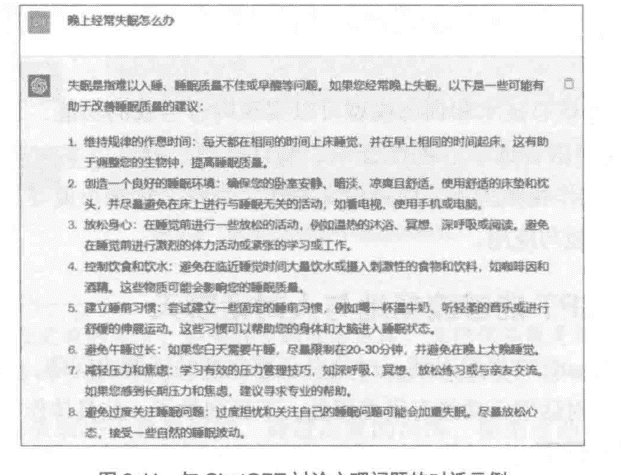 晚上经常失眠怎么办
失眠是指难以入睡、睡眠质量不佳或早醒等问题。如果您经常晚上失眠，以下是一些可能有
助于改善睡眠质量的建议：
1. 维持规律的作息时间：每天都在相同的时间上床睡觉，并在早上相同的时间起床。这有助
于调整您的生物钟，提高睡眠质量。
2. 创造一个良好的睡眠环境：确保您的卧室安静、暗淡、凉爽且舒适。使用舒适的床垫和枕
头，并尽量避免在床上进行与睡眠无关的活动，如看电视、使用手机或电脑。
3. 放松身心：在睡觉前进行一些放松的活动，例如温热的沐浴、冥想、深呼吸或阅读。避免
在睡觉前进行激烈的体力活动或紧张的学习或工作。
4. 控制饮食和饮水：避免在临近睡觉时间大量饮水或摄入刺激性的食物和饮料，如咖啡因和
酒精。这些物质可能会影响您的睡眠质量。
5. 建立睡前习惯：尝试建立一些固定的睡前习惯，例如喝一杯温牛奶、听轻柔的音乐或进行
舒缓的伸展运动。这些习惯可以帮助您的身体和大脑进入睡眠状态。
6. 避免午睡过长：如果您白天需要午睡，尽量限制在20-30分钟，并避免在晚上太晚睡觉。
7. 减轻压力和焦虑：学习有效的压力管理技巧，如深呼吸、冥想、放松练习或与亲友交流。
如果您感到长期压力和焦虑，建议寻求专业的帮助。
8. 避免过度关注睡眠问题：过度担忧和关注自己的睡眠问题可能会加重失眠。尽量放松心
态，接受一些自然的睡眠波动。